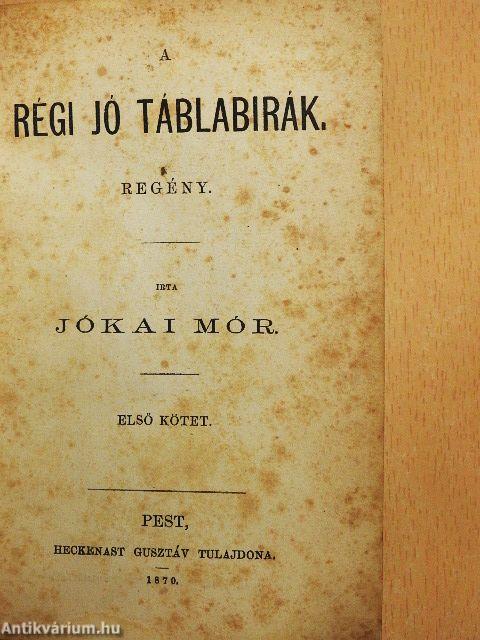 A
RÉGI JÓ TÁBLABIRÁK.
REGÉNY.
IRTA
JÓKAI MÓR.
ELSŐ KÖTET.
PEST,
HECKENAST GUSZTÁV TULAJDONA.
1870.
Antikvárium.hu